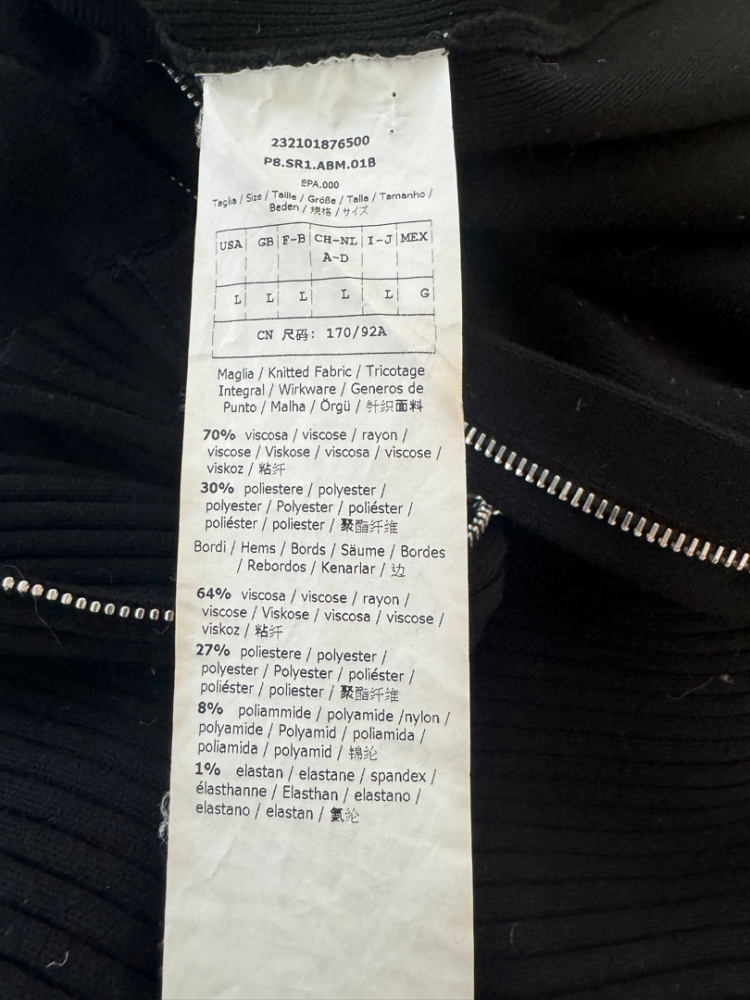 232101876500
P8.SR1.ABM.01B
EPA.000
Taglia / Size / Taille / Größe / Talla / Tamanho /
Beden / 規格 / サイズ
USA GB F-B CH-NL I-J MEX
A-D
L L L L L G
CN 尺码: 170/92A
Maglia / Knitted Fabric / Tricotage
Integral / Wirkware / Generos de
Punto / Malha / Örgü / 针织面料
70% viscosa / viscose / rayon /
viscose / Viskose / viscosa / viscose /
viskoz / 粘纤
30% poliestere / polyester /
polyester / Polyester / poliéster /
poliéster / poliester / 聚酯纤维
Bordi / Hems / Bords / Säume / Bordes
/ Rebordos / Kenarlar / 边
64% viscosa / viscose / rayon /
viscose / Viskose / viscosa / viscose /
viskoz / 粘纤
27% poliestere / polyester /
polyester / Polyester / poliéster /
poliéster / poliester / 聚酯纤维
8% poliammide / polyamide /nylon /
polyamide / Polyamid / poliamida /
poliamida / polyamid / 锦纶
1% elastan / elastane / spandex /
élasthanne / Elasthan / elastano /
elastano / elastan / 氨纶